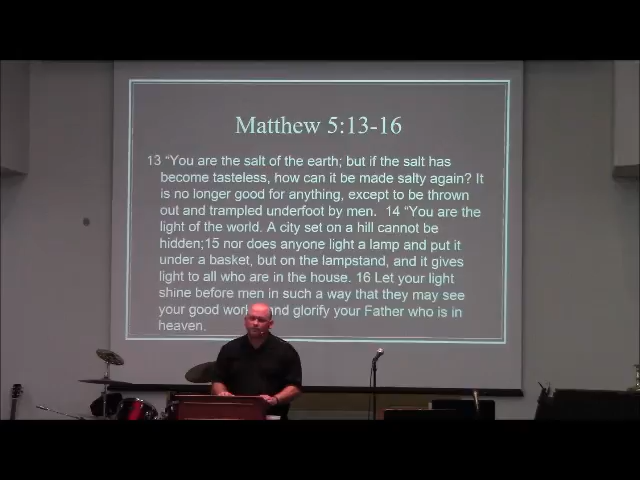 Matthew 5:13-16
13 “You are the salt of the earth; but if the salt has
become tasteless, how can it be made salty again? It
is no longer good for anything, except to be thrown
out and trampled underfoot by men. 14 “You are the
light of the world. A city set on a hill cannot be
hidden;15 nor does anyone light a lamp and put it
under a basket, but on the lampstand, and it gives
light to all who are in the house. 16 Let your light
shine before men in such a way that they may see
your good and glorify your Father who is in
heaven.